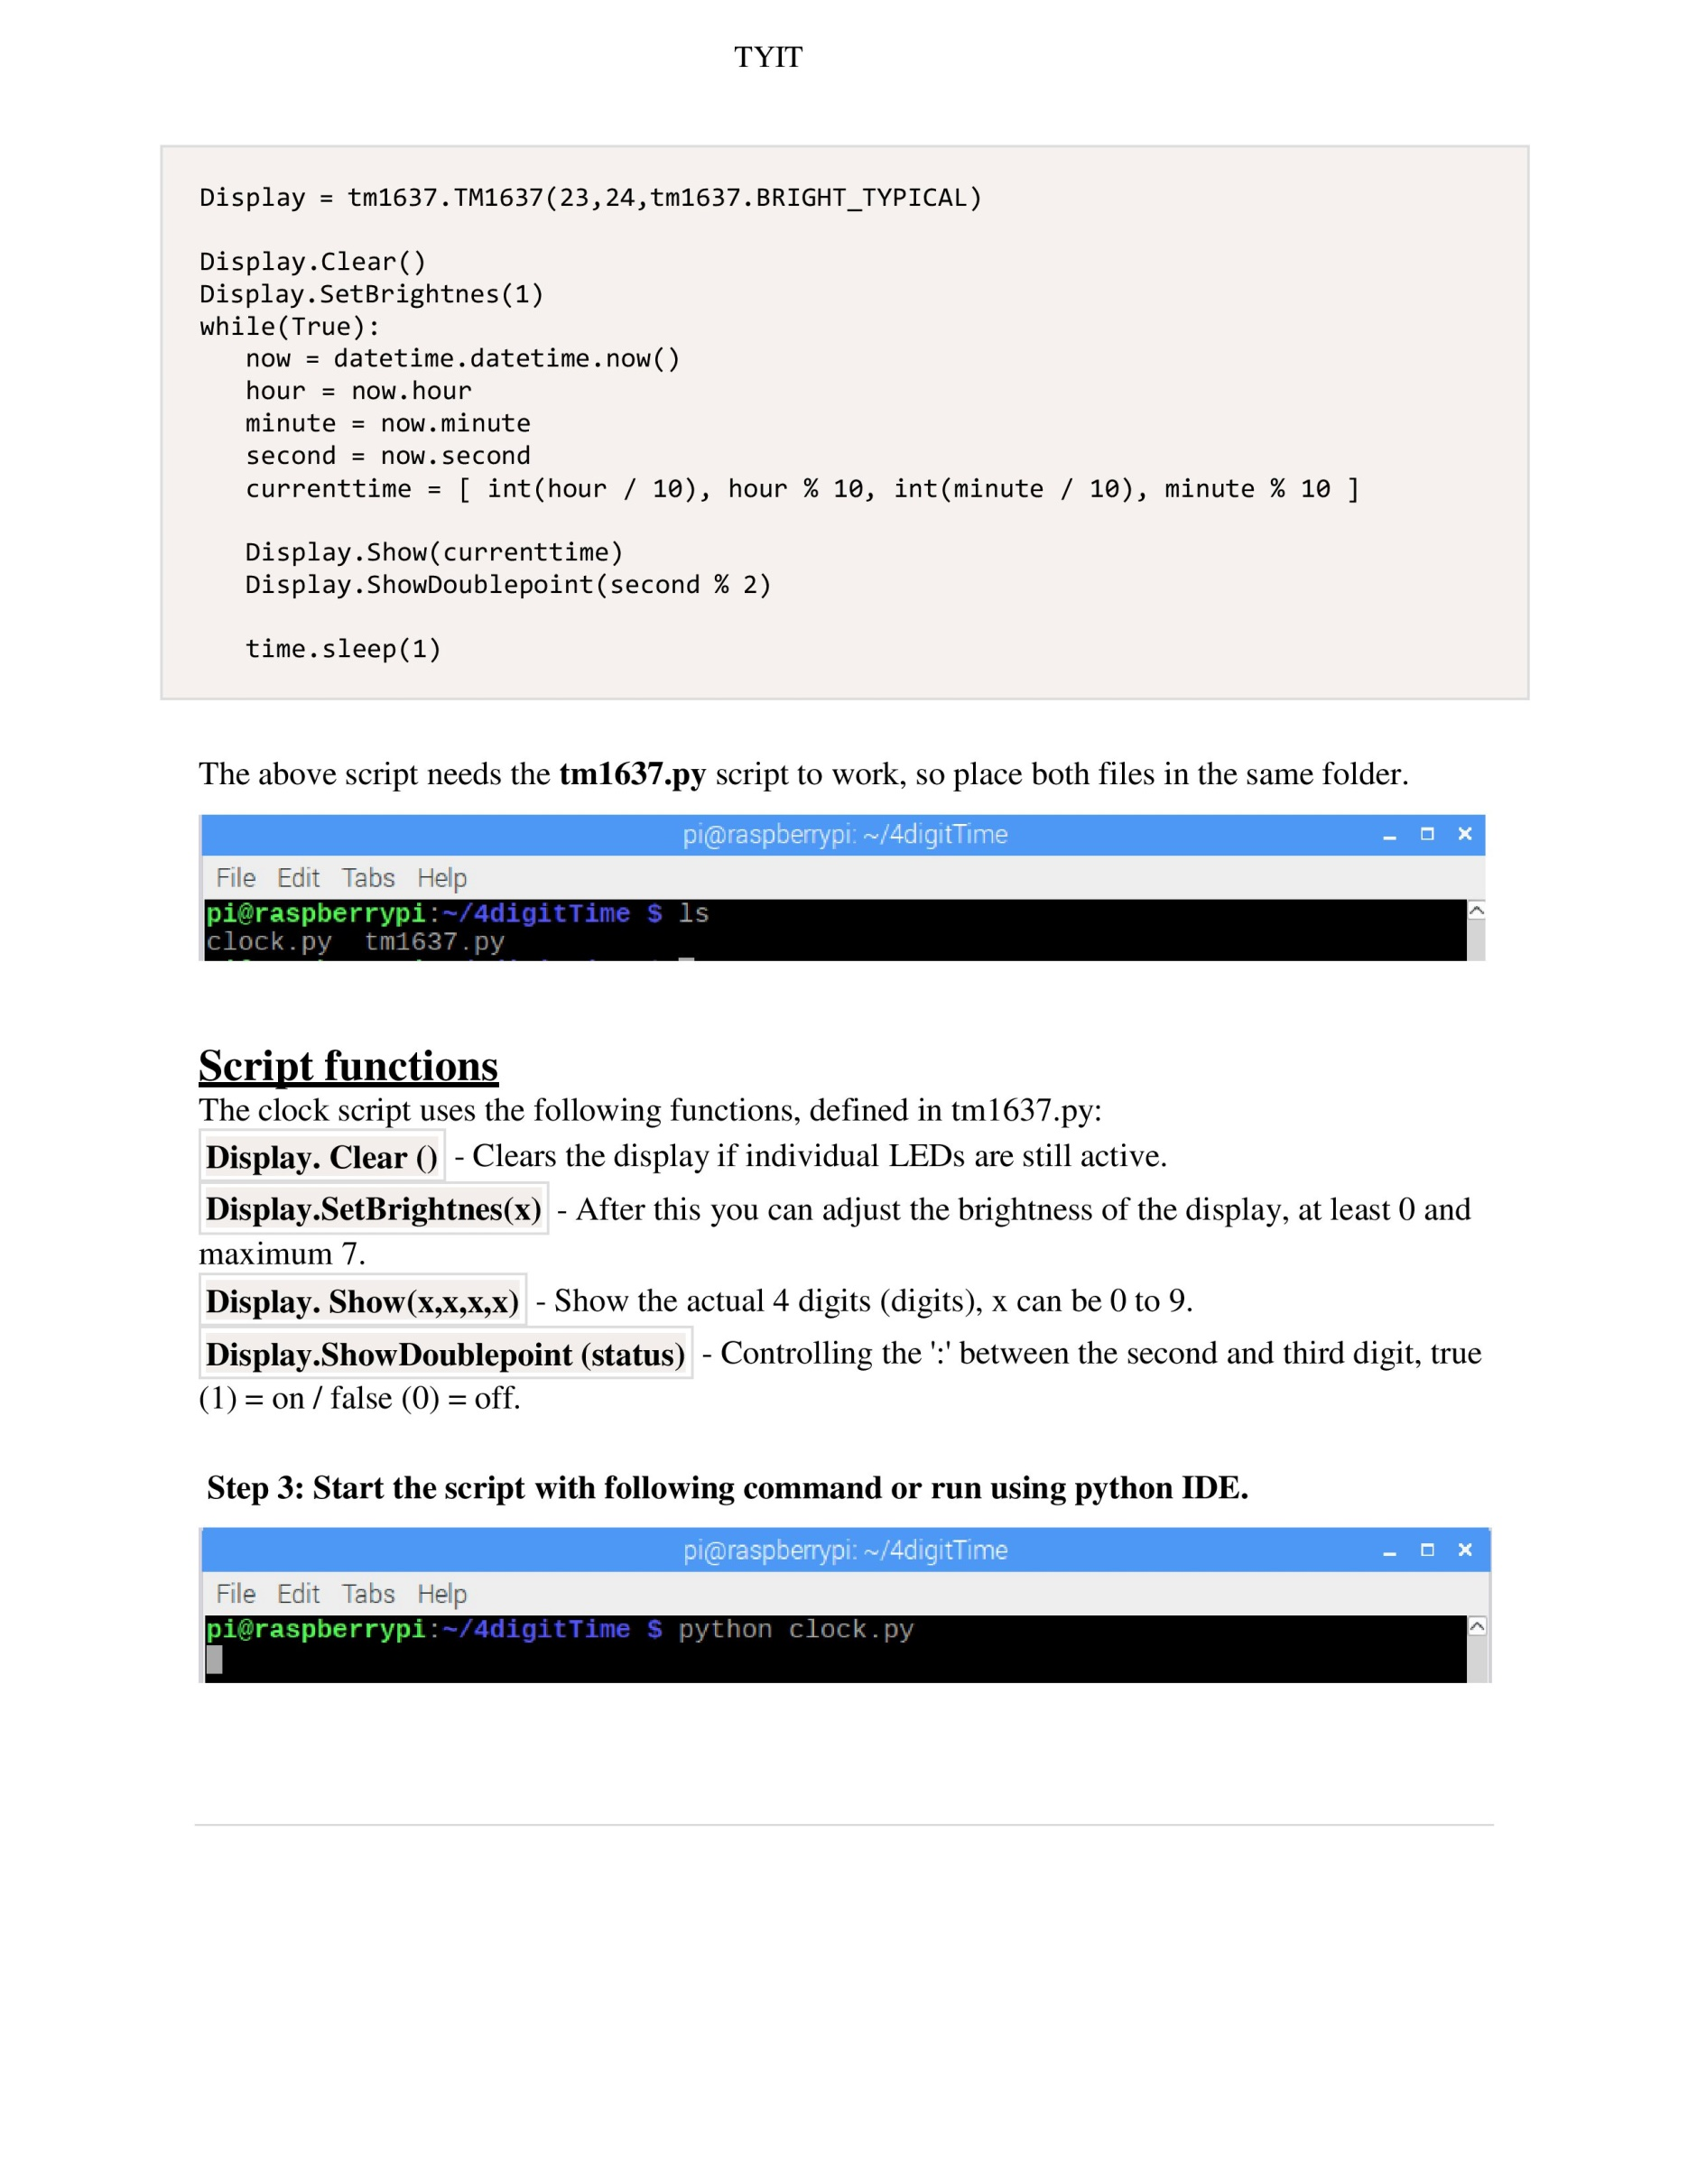 TYIT
Display = tm1637.TM1637(23,24,tm1637.BRIGHT_TYPICAL)
Display.Clear()
Display.SetBrightnes(1)
while(True):
   now = datetime.datetime.now()
   hour = now.hour
   minute = now.minute
   second = now.second
   currenttime = [ int(hour / 10), hour % 10, int(minute / 10), minute % 10 ]
   Display.Show(currenttime)
   Display.ShowDoublepoint(second % 2)
   time.sleep(1)
The above script needs the tm1637.py script to work, so place both files in the same folder.
pi@raspberrypi: ~/4digitTime
File Edit Tabs Help
pi@raspberrypi:~/4digitTime $ ls
clock.py  tm1637.py
Script functions
The clock script uses the following functions, defined in tm1637.py:
Display. Clear () - Clears the display if individual LEDs are still active.
Display.SetBrightnes(x) - After this you can adjust the brightness of the display, at least 0 and
maximum 7.
Display. Show(x,x,x,x) - Show the actual 4 digits (digits), x can be 0 to 9.
Display.ShowDoublepoint (status) - Controlling the ':' between the second and third digit, true
(1) = on / false (0) = off.
Step 3: Start the script with following command or run using python IDE.
pi@raspberrypi: ~/4digitTime
File Edit Tabs Help
pi@raspberrypi:~/4digitTime $ python clock.py